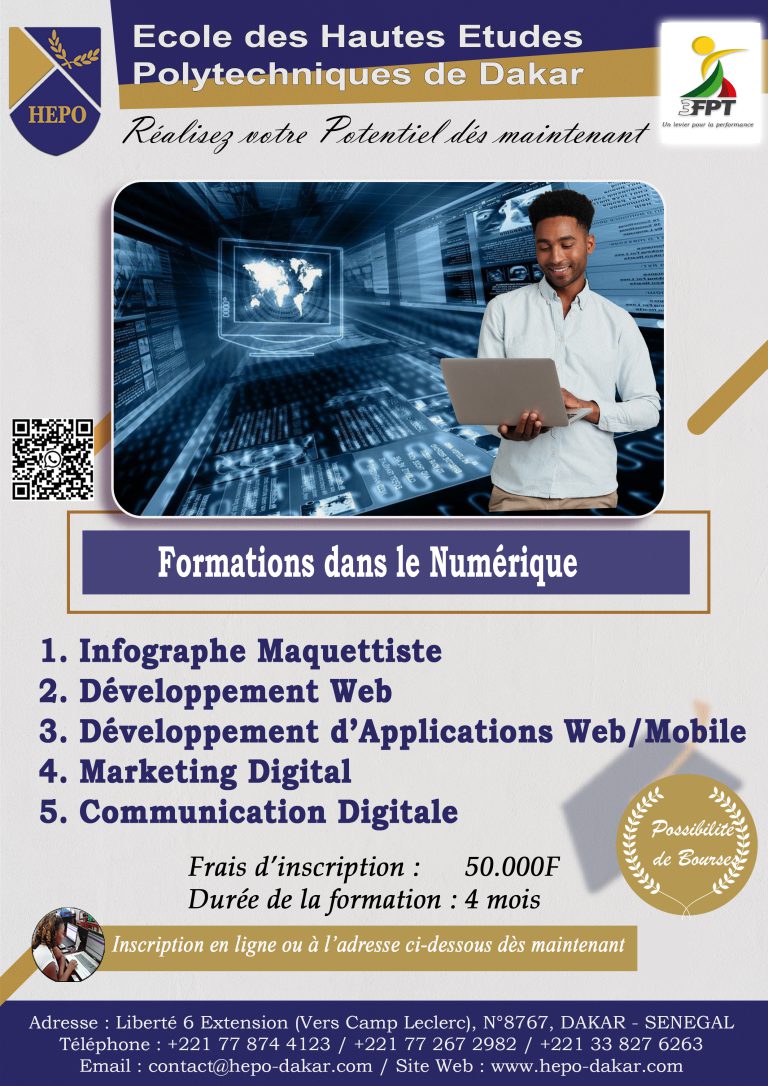 Ecole des Hautes Etudes
Polytechniques de Dakar
HEPO
3FPT
Un levier pour la performance
Réalisez votre Potentiel dés maintenant
Formations dans le Numérique
1. Infographe Maquettiste
2. Développement Web
3. Développement d'Applications Web/Mobile
4. Marketing Digital
5. Communication Digitale
Possibilité
de Bourses
Frais d'inscription : 50.000F
Durée de la formation : 4 mois
Inscription en ligne ou à l'adresse ci-dessous dès maintenant
Adresse : Liberté 6 Extension (Vers Camp Leclerc), N°8767, DAKAR - SENEGAL
Téléphone : +221 77 874 4123 / +221 77 267 2982 / +221 33 827 6263
Email : contact@hepo-dakar.com / Site Web : www.hepo-dakar.com